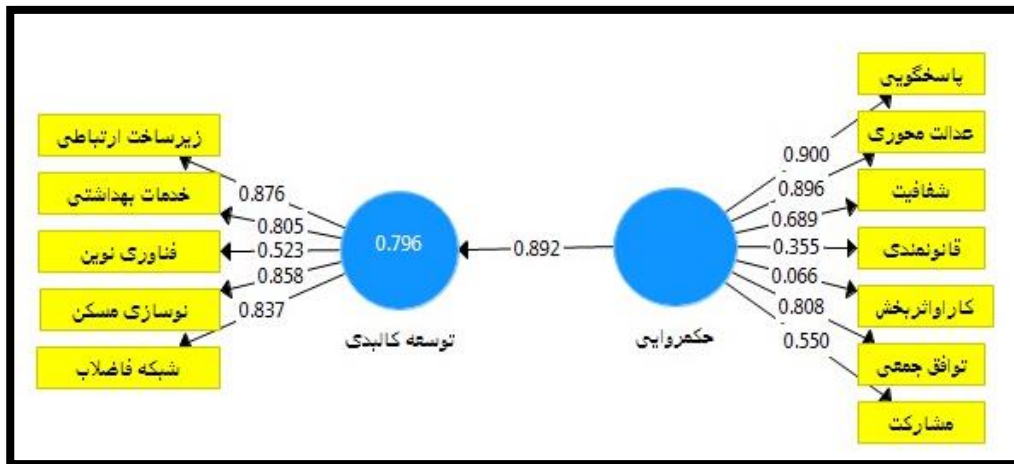 پاسخگویی
عدالت محوری
شفافیت
قانونمندی
کاراواثربخش
توافق جمعی
مشارکت
0.900
0.896
0.689
0.355
0.066
0.808
0.550
حکمروایی
0.892
0.796
توسعه کالبدی
0.876
0.805
0.523
0.858
0.837
زیرساخت ارتباطی
خدمات بهداشتی
فناوری نوین
نوسازی مسکن
شبکه فاضلاب